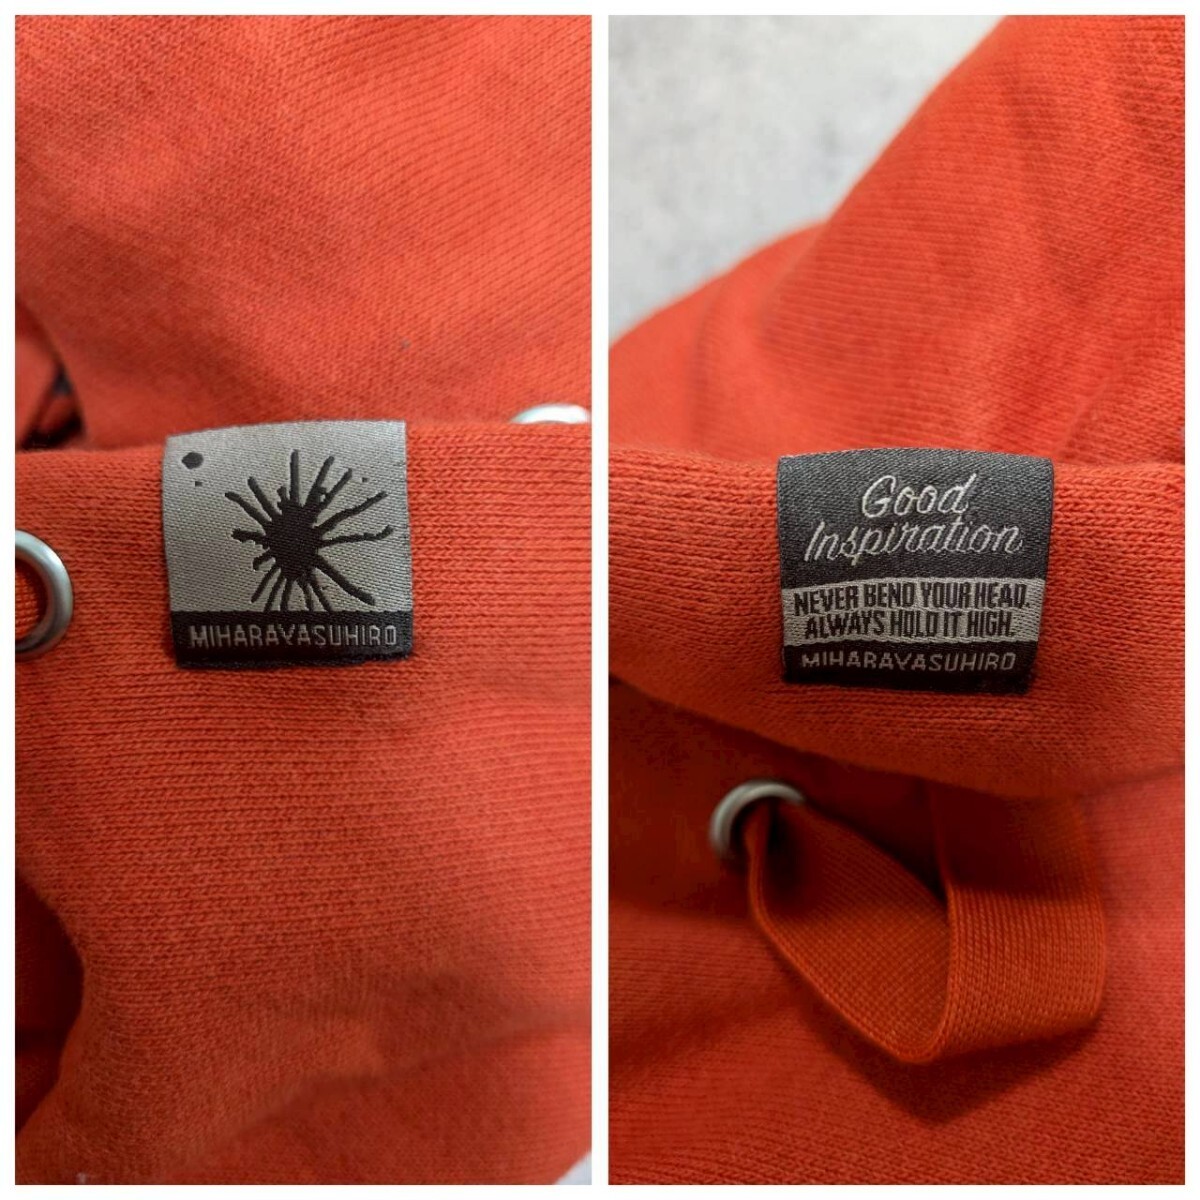 MIHARAYASUHIRO
Good
Inspiration
NEVER BEND YOUR HEAD.
ALWAYS HOLD IT HIGH.
MIHARAYASUHIRO